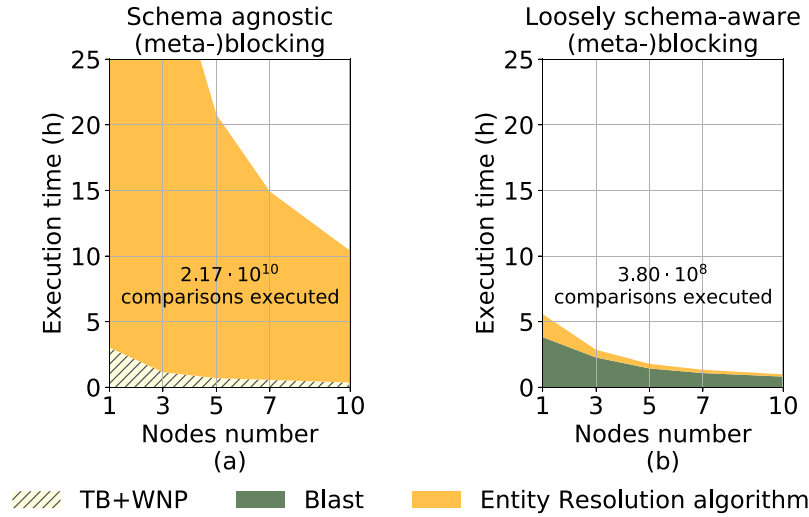 Schema agnostic
(meta-)blocking
25
20
15
10
5
0
Execution time (h)
2.17 · 10^10
comparisons executed
1 3 5 7 10
Nodes number
(a)
Loosely schema-aware
(meta-)blocking
25
20
15
10
5
0
Execution time (h)
3.80 · 10^8
comparisons executed
1 3 5 7 10
Nodes number
(b)
TB+WNP Blast Entity Resolution algorithm